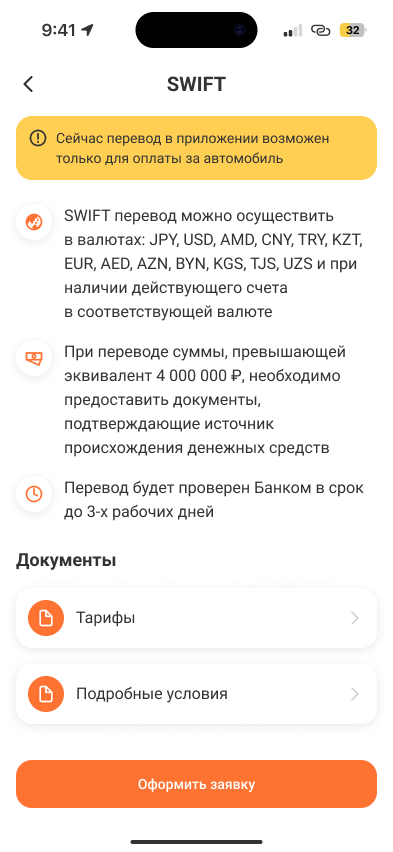 9:41
32
SWIFT
Сейчас перевод в приложении возможен
только для оплаты за автомобиль
SWIFT перевод можно осуществить
в валютах: JPY, USD, AMD, CNY, TRY, KZT,
EUR, AED, AZN, BYN, KGS, TJS, UZS и при
наличии действующего счета
в соответствующей валюте
При переводе суммы, превышающей
эквивалент 4 000 000 ₽, необходимо
предоставить документы,
подтверждающие источник
происхождения денежных средств
Перевод будет проверен Банком в срок
до 3-х рабочих дней
Документы
Тарифы
Подробные условия
Оформить заявку